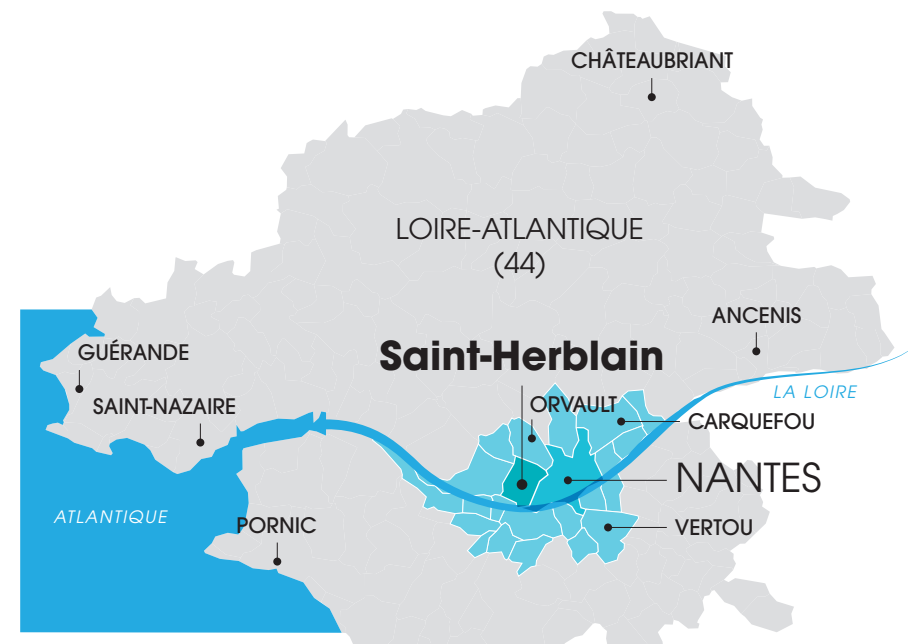 CHÂTEAUBRIANT
LOIRE-ATLANTIQUE
(44)
ANCENIS
GUÉRANDE
Saint-Herblain
LA LOIRE
SAINT-NAZAIRE
ORVAULT
CARQUEFOU
NANTES
ATLANTIQUE
PORNIC
VERTOU